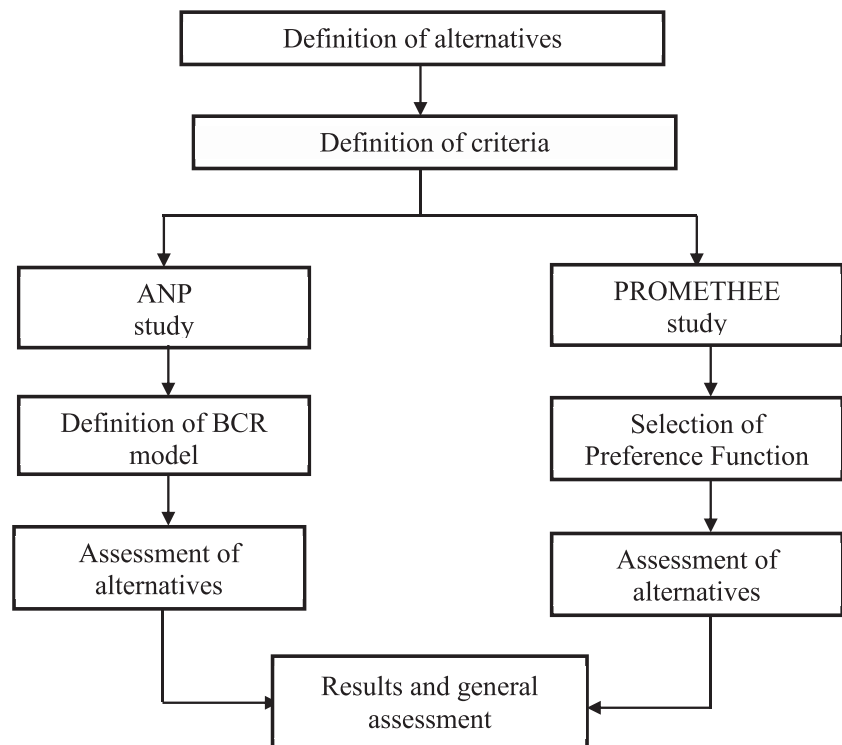 Definition of alternatives
Definition of criteria
ANP
study
PROMETHEE
study
Definition of BCR
model
Selection of
Preference Function
Assessment of
alternatives
Assessment of
alternatives
Results and general
assessment